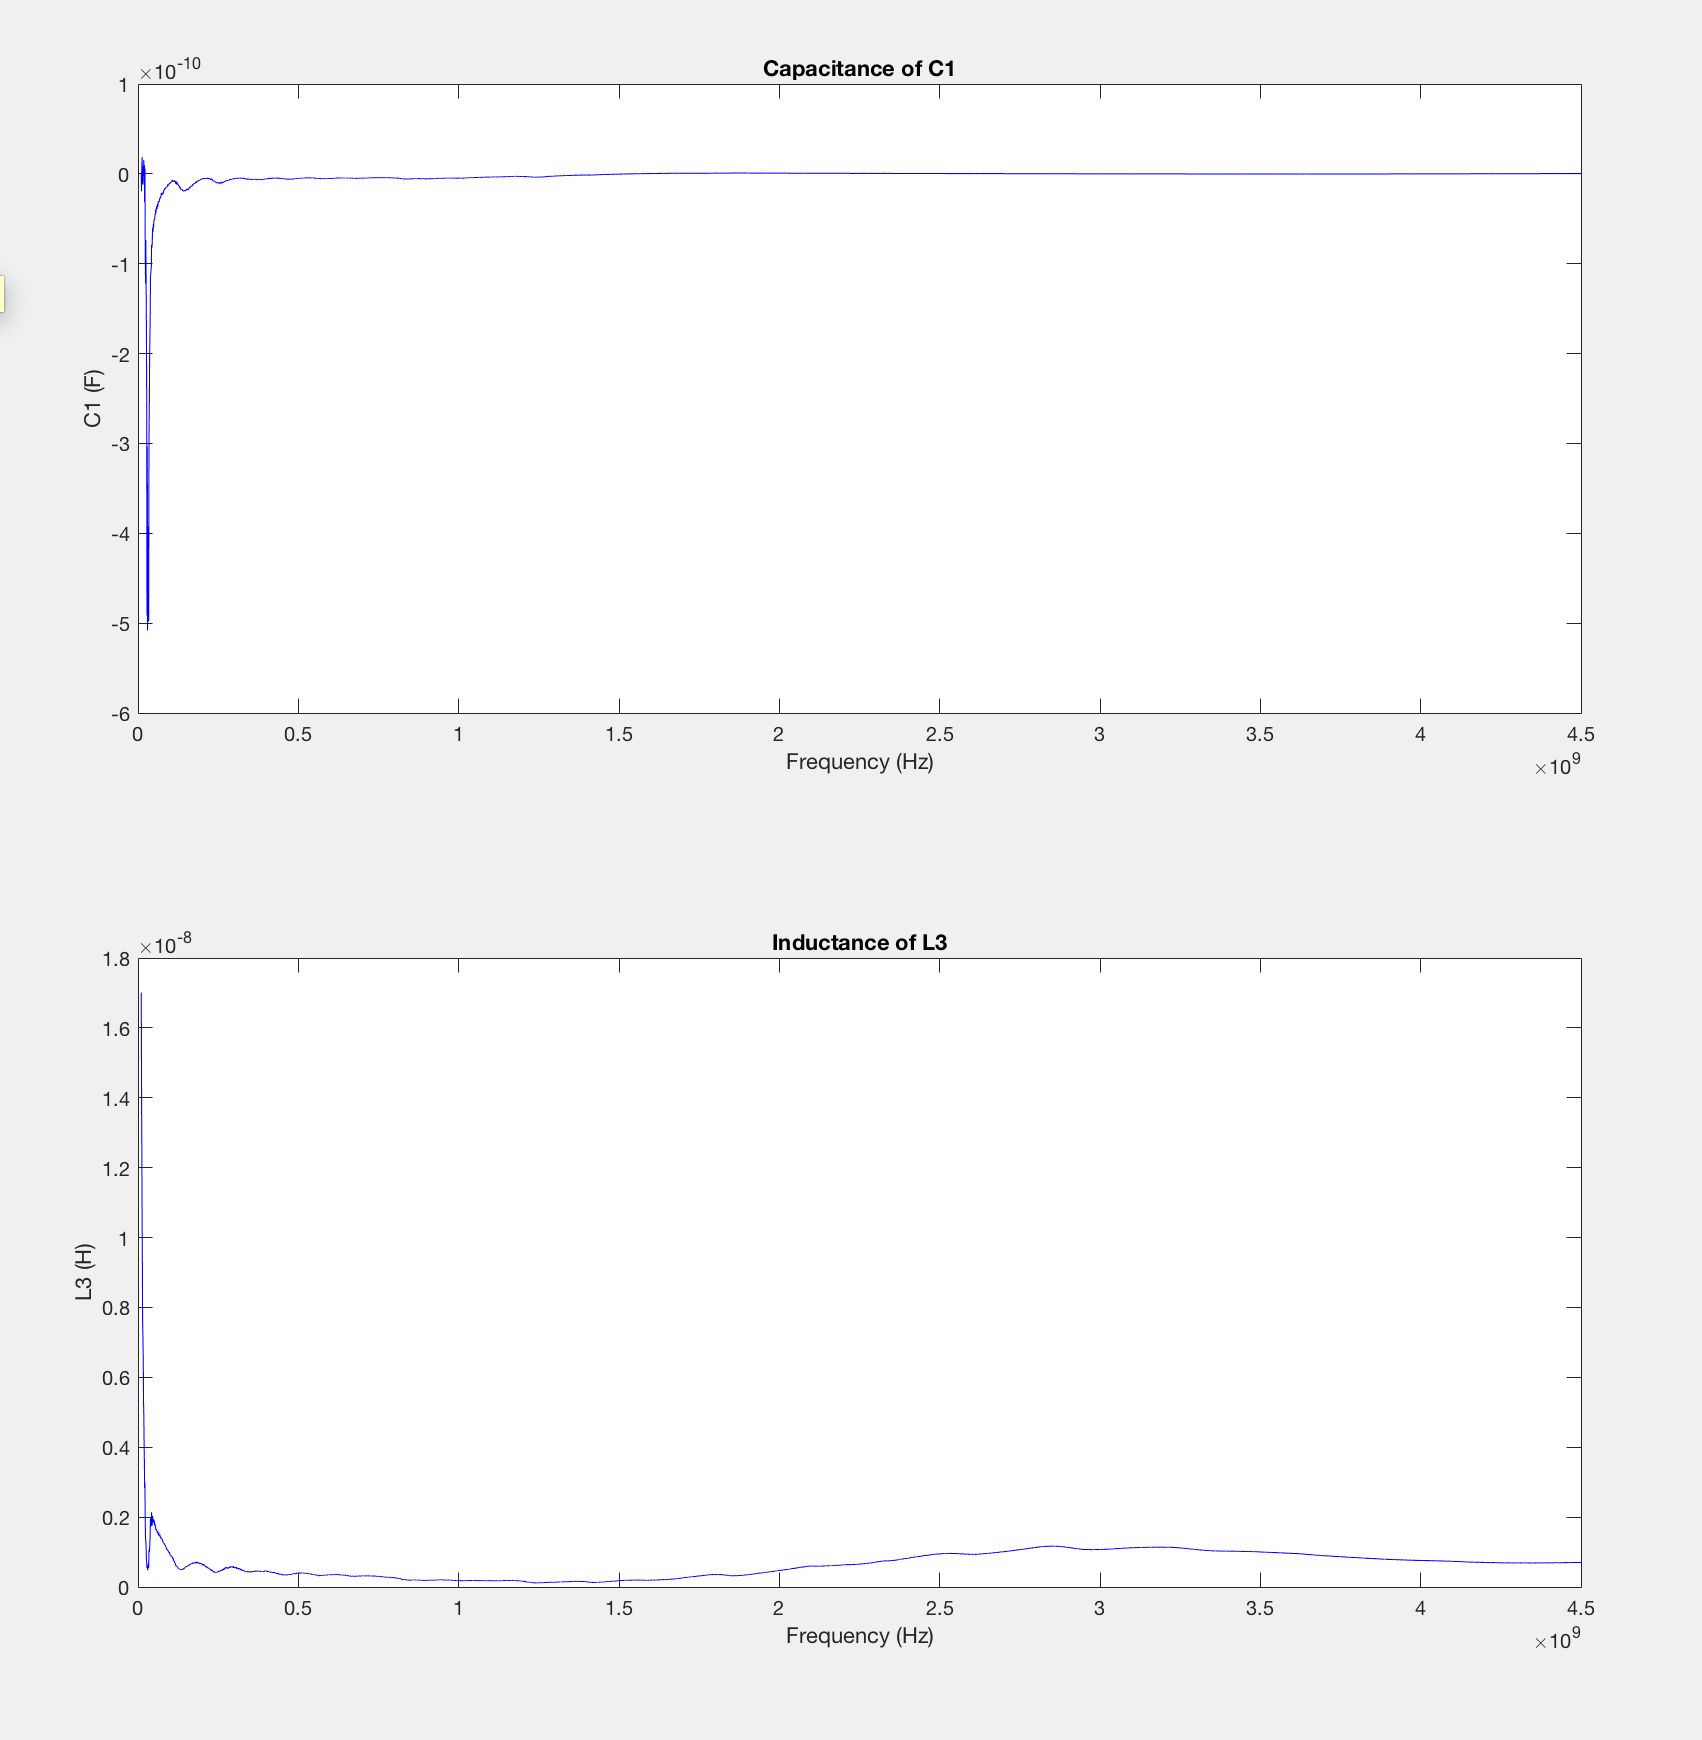 Capacitance of C1
×10^-10
1
0
-1
-2
-3
-4
-5
-6
C1 (F)
0 0.5 1 1.5 2 2.5 3 3.5 4 4.5
Frequency (Hz)
×10^9
Inductance of L3
×10^-8
1.8
1.6
1.4
1.2
1
0.8
0.6
0.4
0.2
0
L3 (H)
0 0.5 1 1.5 2 2.5 3 3.5 4 4.5
Frequency (Hz)
×10^9